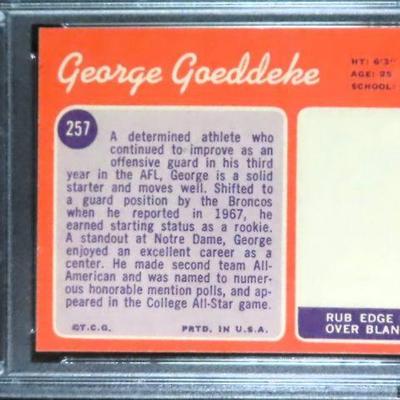 George Goeddeke
HT: 6'3"
AGE: 25
SCHOOL:
257
A determined athlete who
continued to improve as an
offensive guard in his third
year in the AFL, George is a solid
starter and moves well. Shifted to
a guard position by the Broncos
when he reported in 1967, he
earned starting status as a rookie.
A standout at Notre Dame, George
enjoyed an excellent career as a
center. He made second team All-
American and was named to numer-
ous honorable mention polls, and ap-
peared in the College All-Star game.
©T.C.G. PRTD. IN U.S.A.
RUB EDGE
OVER BLAN